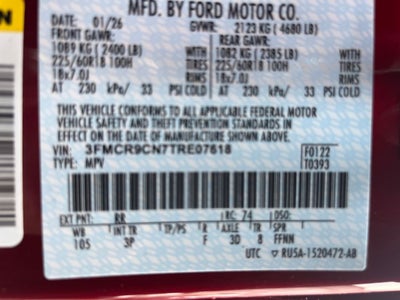 MFD. BY FORD MOTOR CO.
DATE: 01/26 GVWR: 2123 KG ( 4680 LB)
FRONT GAWR: REAR GAWR:
1089 KG ( 2400 LB) WITH 1082 KG ( 2385 LB) WITH
225/60R18 100H TIRES 225/60R18 100H TIRES
18x7.0J RIMS 18x7.0J RIMS
AT 230 kPa/ 33 PSI COLD AT 230 kPa/ 33 PSI COLD
THIS VEHICLE CONFORMS TO ALL APPLICABLE FEDERAL MOTOR
VEHICLE SAFETY AND THEFT PREVENTION STANDARDS IN
EFFECT ON THE DATE OF MANUFACTURE SHOWN ABOVE.
VIN: 3FMCR9CN7TRE07618 F0122
TYPE: MPV T0393
EXT PNT: RR RC: 74 DSO:
WB INT TR TP/PS R AXLE TR SPR
105 3P F 3D 8 FFNN
UTC RU5A-1520472-AB